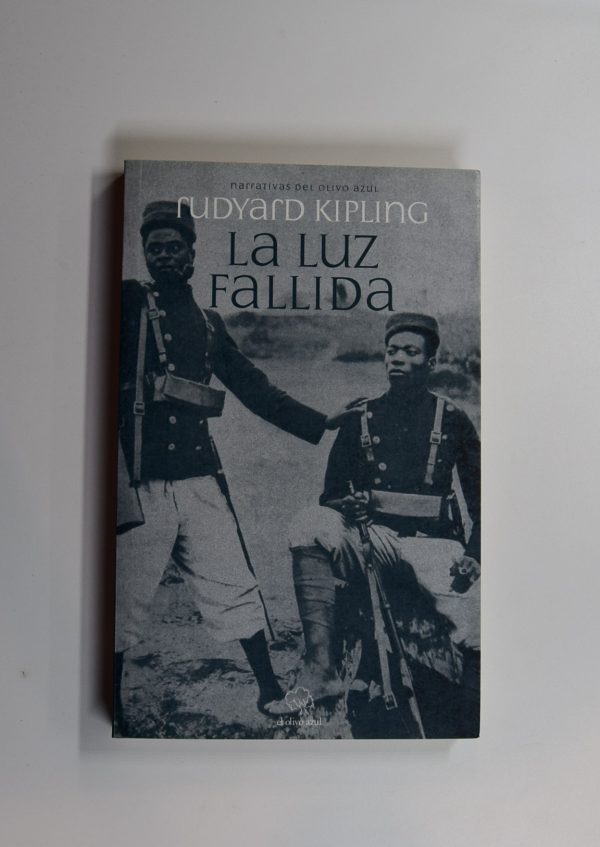 narrativas del olivo azul
rudyard kipling
la luz
fallida
el olivo azul